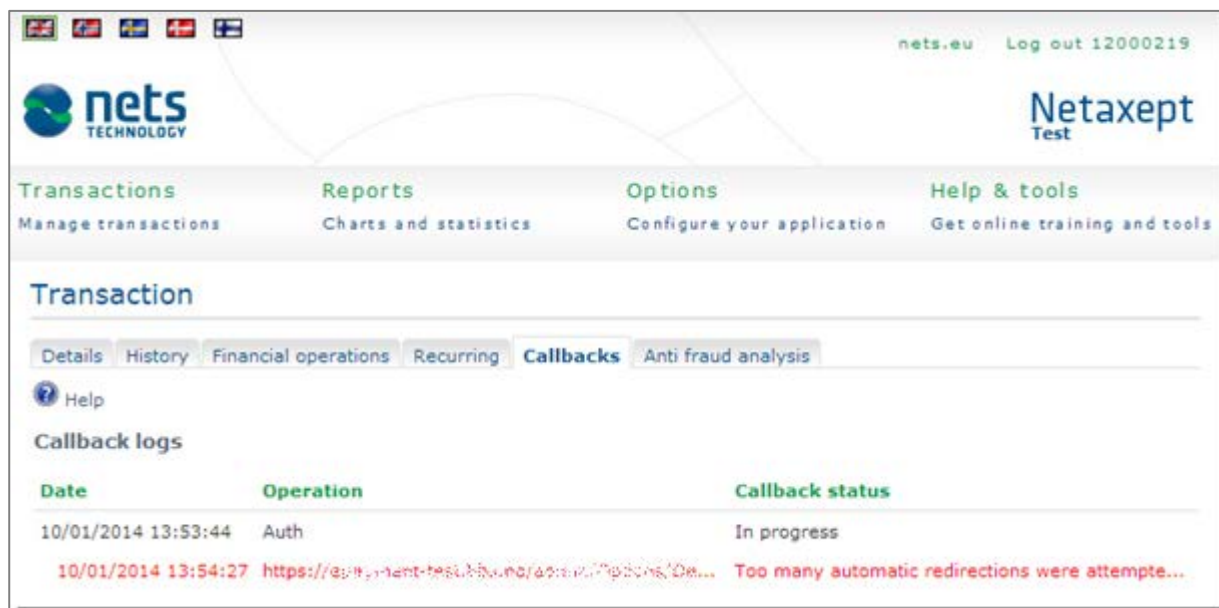 nets.eu Log out 12000219
nets
TECHNOLOGY
Netaxept
Test
Transactions Reports Options Help & tools
Manage transactions Charts and statistics Configure your application Get online training and tools
Transaction
Details History Financial operations Recurring Callbacks Anti fraud analysis
? Help
Callback logs
Date Operation Callback status
10/01/2014 13:53:44 Auth In progress
10/01/2014 13:54:27 Too many automatic redirections were attempte...